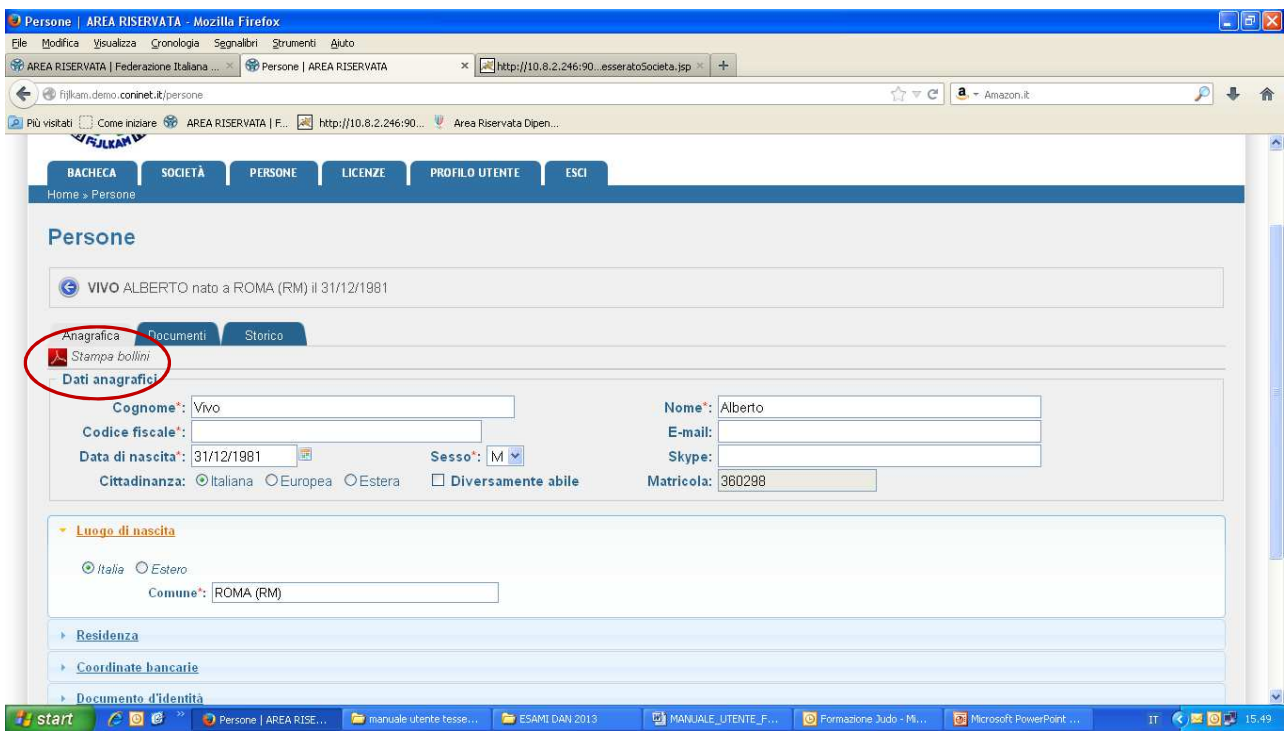 Persone | AREA RISERVATA - Mozilla Firefox
File Modifica Visualizza Cronologia Segnalibri Strumenti Aiuto
AREA RISERVATA | Federazione Italiana ... × Persone | AREA RISERVATA × http://10.8.2.246:90...esseratoSocieta.jsp × +
fijlkam.demo.coninet.it/persone Amazon.it
Più visitati Come iniziare AREA RISERVATA | F... http://10.8.2.246:90... Area Riservata Dipen...
FIJLKAM
BACHECA SOCIETÀ PERSONE LICENZE PROFILO UTENTE ESCI
Home » Persone
Persone
VIVO ALBERTO nato a ROMA (RM) il 31/12/1981
Anagrafica Documenti Storico
Stampa bollini
Dati anagrafici
Cognome*: Vivo Nome*: Alberto
Codice fiscale*: E-mail:
Data di nascita*: 31/12/1981 Sesso*: M Skype:
Cittadinanza: Italiana Europea Estera Diversamente abile Matricola: 360298
Luogo di nascita
Italia Estero
Comune*: ROMA (RM)
Residenza
Coordinate bancarie
Documento d'identità
start » Persone | AREA RISE... manuale utente tesse... ESAMI DAN 2013 MANUALE_UTENTE_F... Formazione Judo - Mi... Microsoft PowerPoint ... IT 15.49